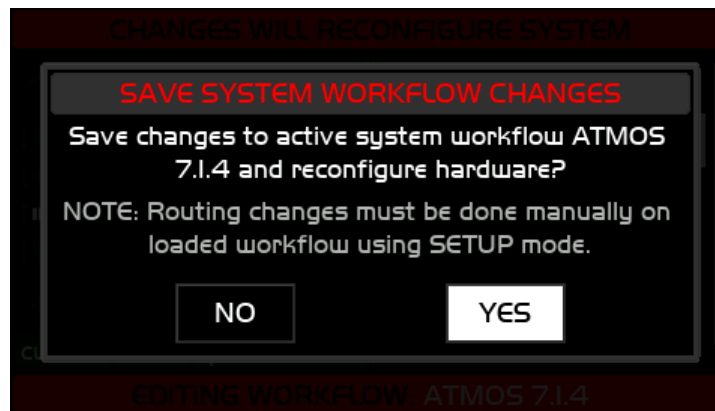 CHANGES WILL RECONFIGURE SYSTEM
SAVE SYSTEM WORKFLOW CHANGES
Save changes to active system workflow ATMOS
7.1.4 and reconfigure hardware?
NOTE: Routing changes must be done manually on
loaded workflow using SETUP mode.
NO
YES
EDITING WORKFLOW: ATMOS 7.1.4